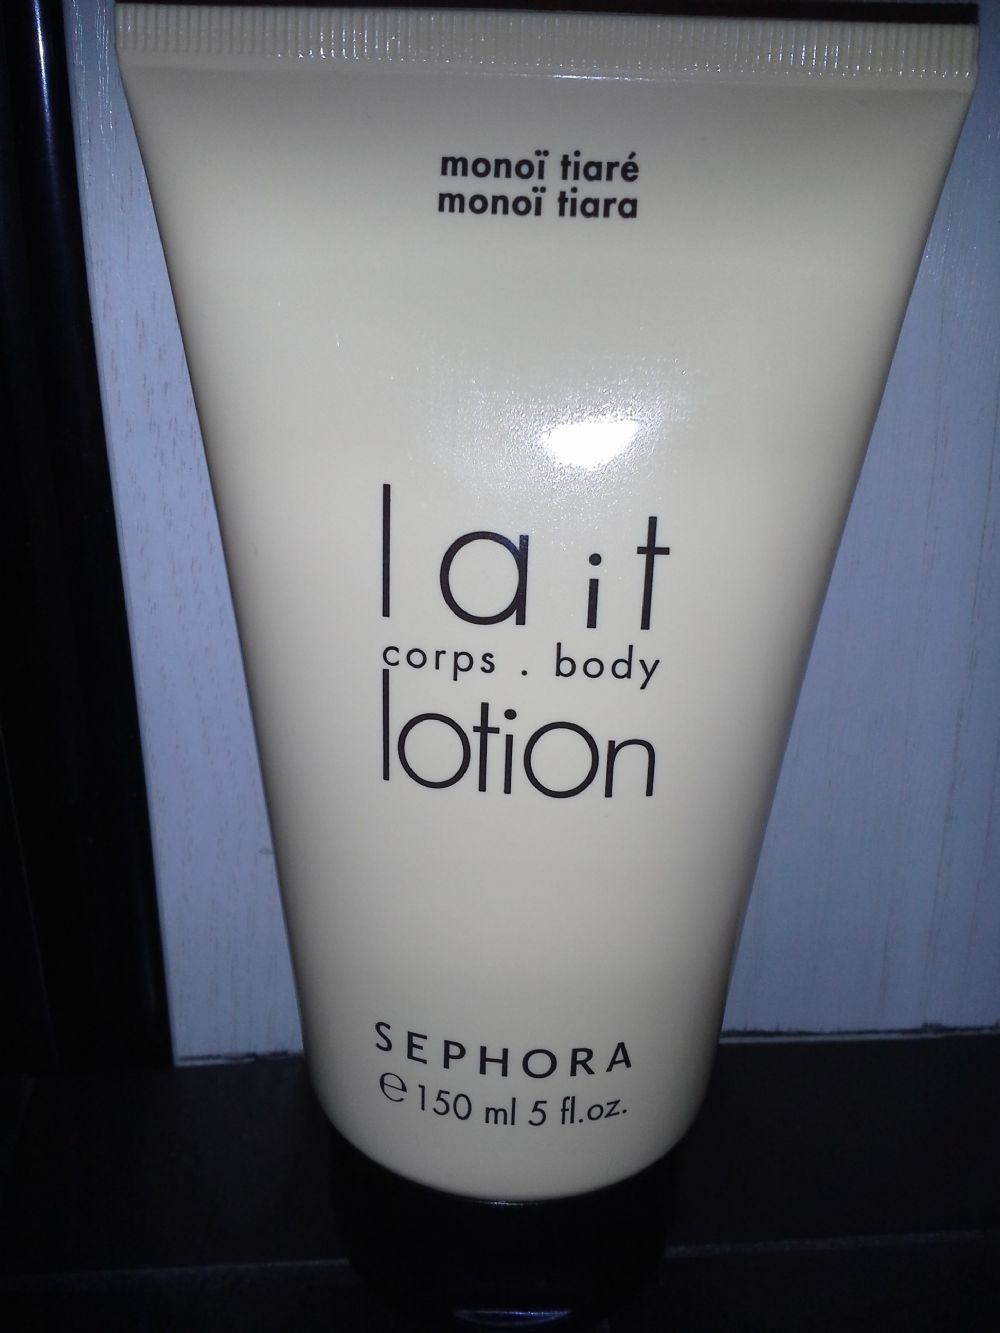 monoï tiaré
monoï tiara
lait
corps . body
lotion
SEPHORA
℮150 ml 5 fl.oz.